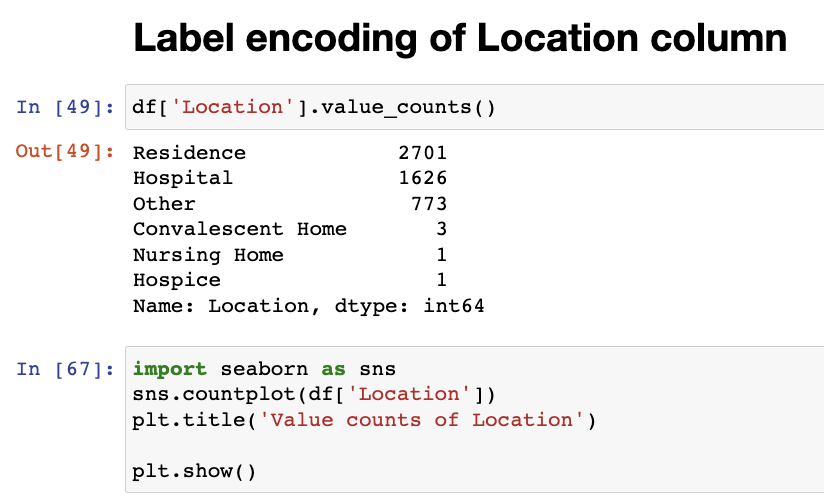 Label encoding of Location column
In [49]: df['Location'].value_counts()
Out[49]: Residence            2701
Hospital             1626
Other                 773
Convalescent Home       3
Nursing Home            1
Hospice                 1
Name: Location, dtype: int64
In [67]: import seaborn as sns
sns.countplot(df['Location'])
plt.title('Value counts of Location')
plt.show()